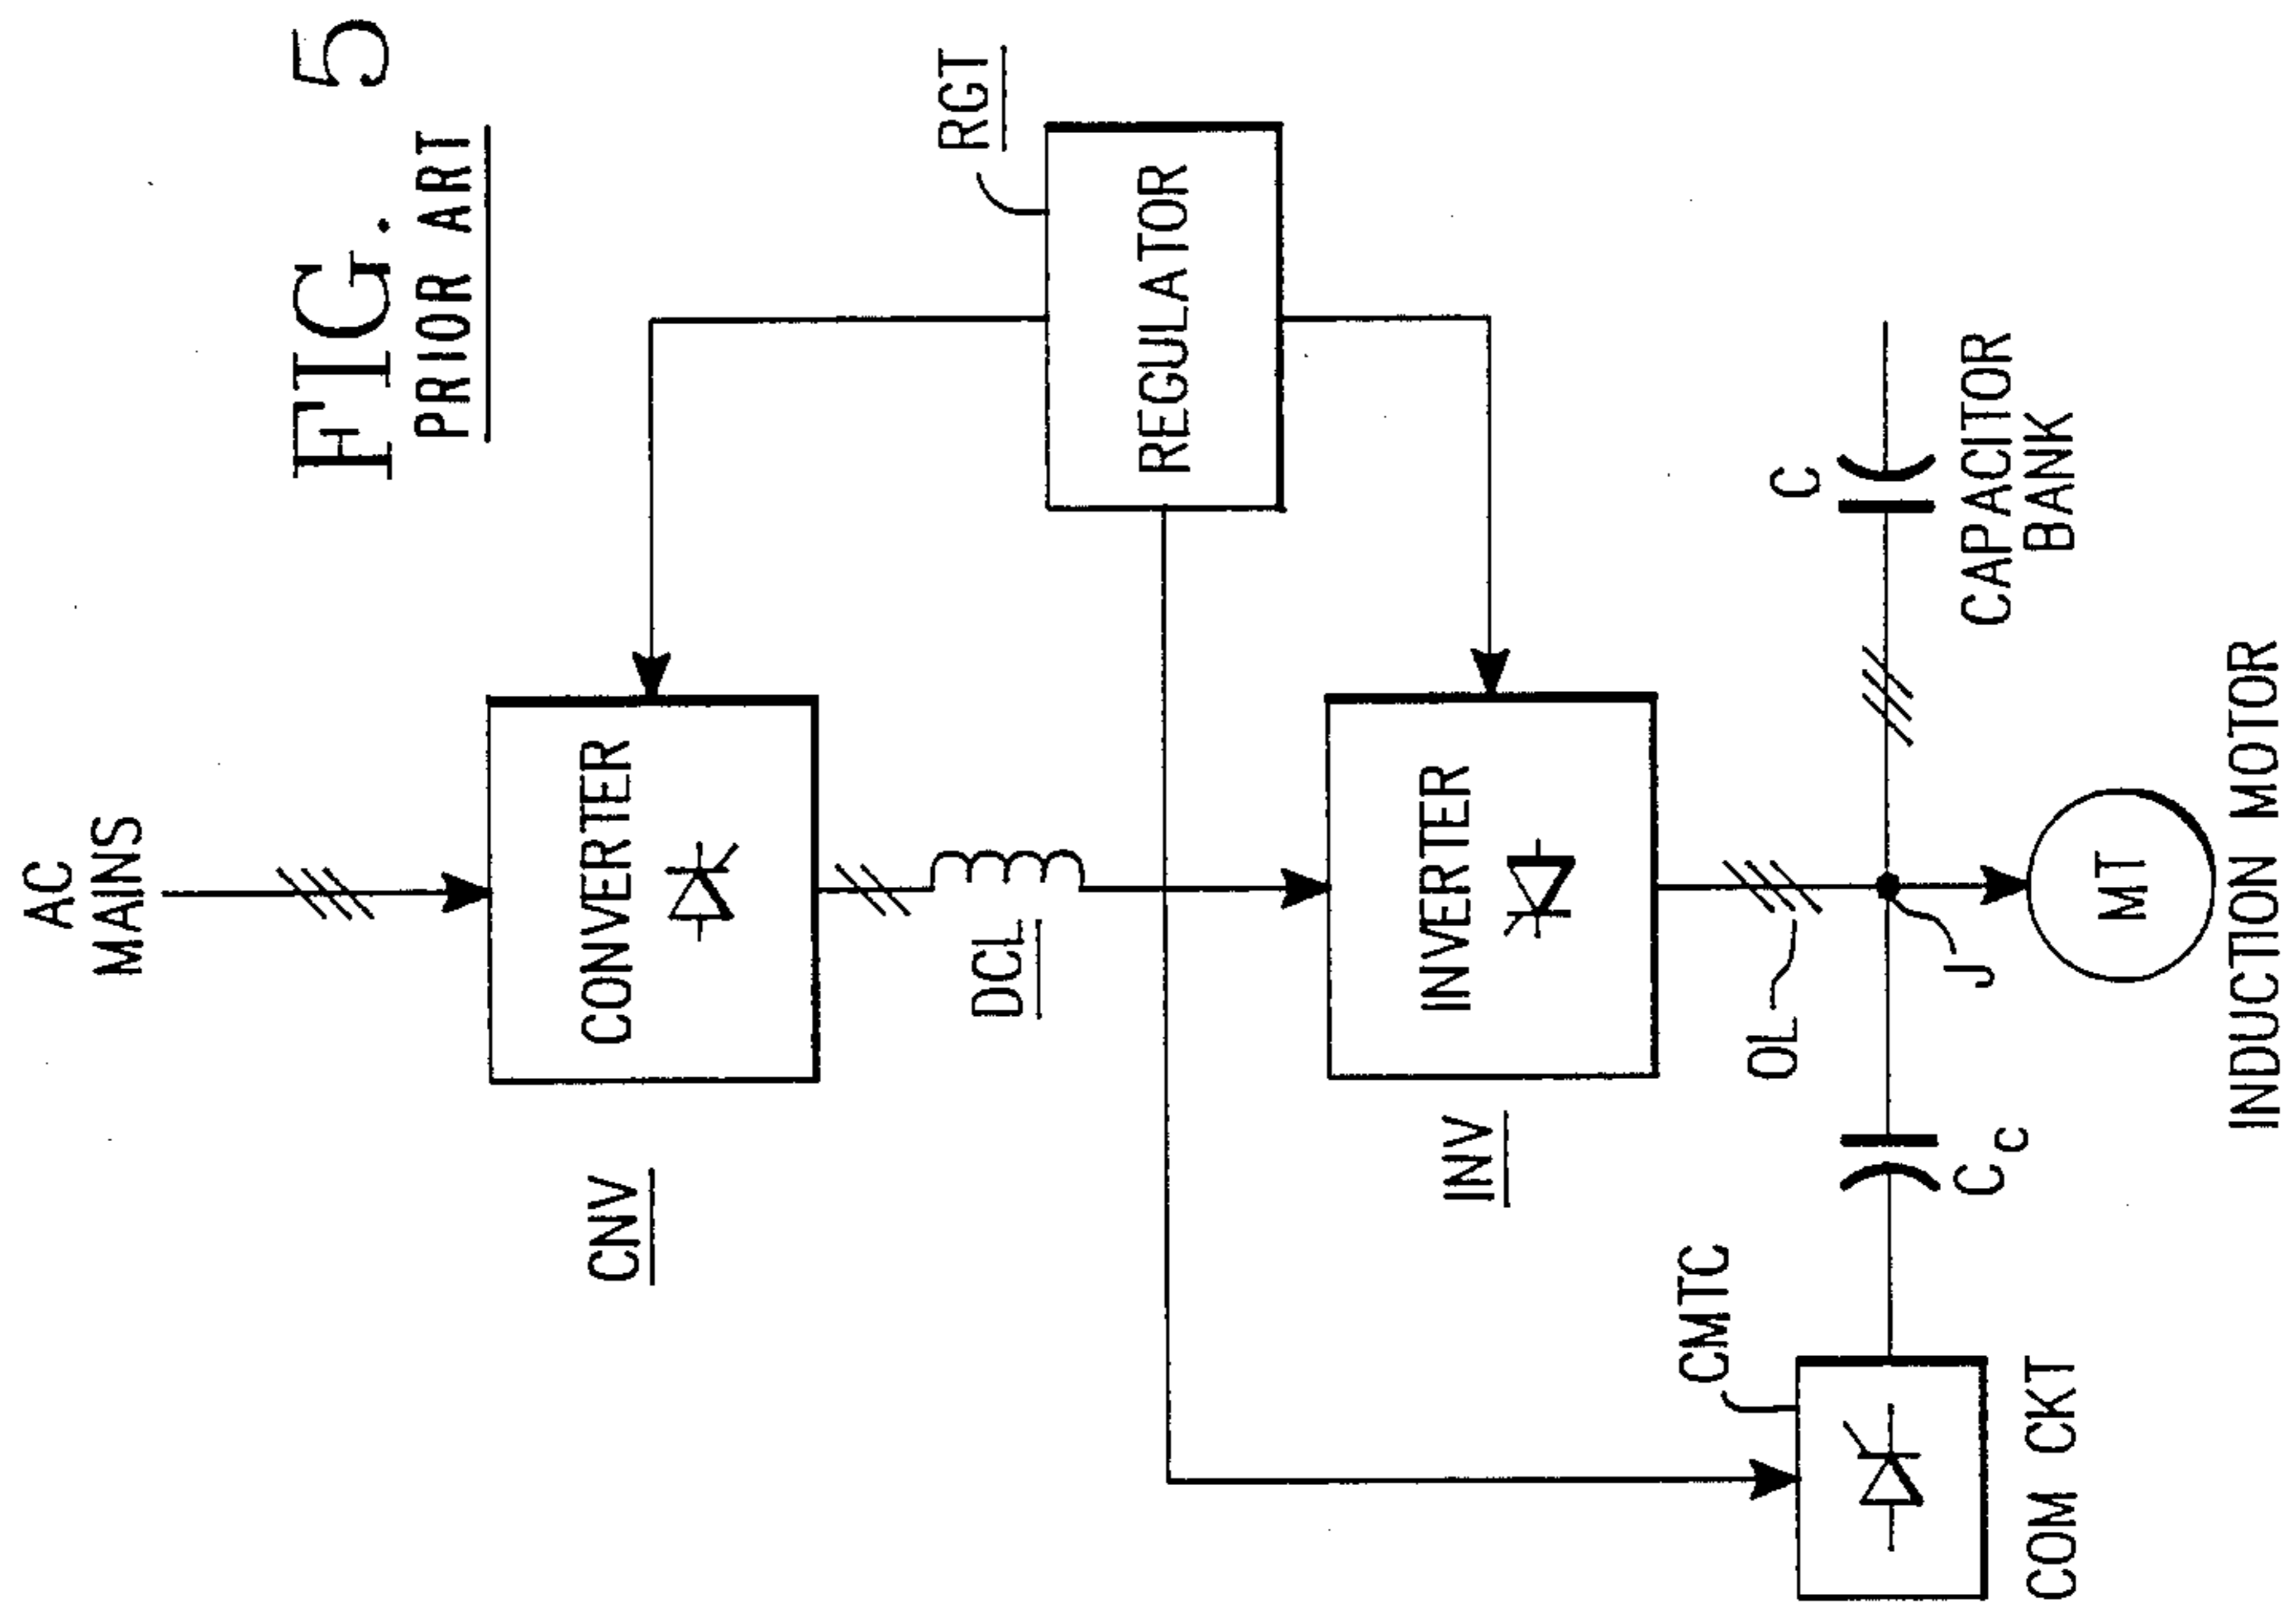 FIG. 5
PRIOR ART
RGT
REGULATOR
AC
MAINS
CONVERTER
CNV
DCL
INVERTER
INV
OL
J
C
CAPACITOR
BANK
MT
INDUCTION MOTOR
Cc
CMTC
COM CKT